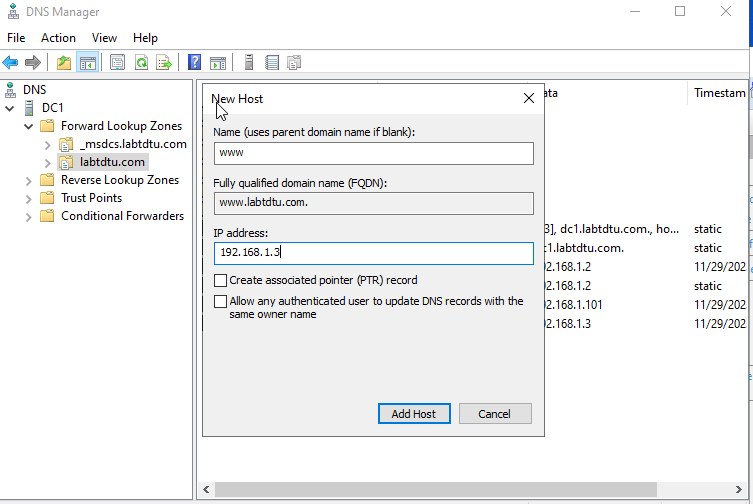 DNS Manager
File Action View Help
DNS
DC1
Forward Lookup Zones
_msdcs.labtdtu.com
labtdtu.com
Reverse Lookup Zones
Trust Points
Conditional Forwarders
New Host
Name (uses parent domain name if blank):
www
Fully qualified domain name (FQDN):
www.labtdtu.com.
IP address:
192.168.1.3
Create associated pointer (PTR) record
Allow any authenticated user to update DNS records with the
same owner name
Add Host Cancel
ata Timestam
3], dc1.labtdtu.com., ho... static
c1.labtdtu.com. static
92.168.1.2 11/29/202
92.168.1.2 static
92.168.1.101 11/29/202
92.168.1.3 11/29/202